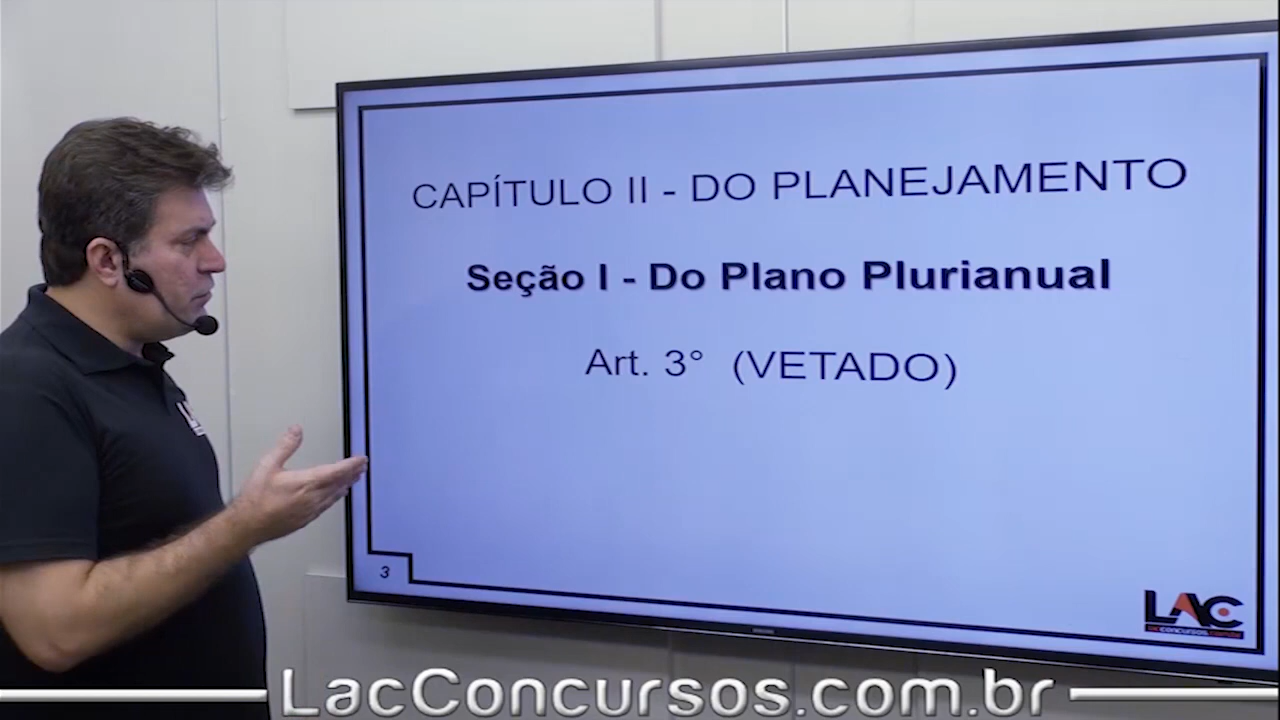 CAPÍTULO II - DO PLANEJAMENTO
Seção I - Do Plano Plurianual
Art. 3° (VETADO)
3
LAC
LacConcursos.com.br